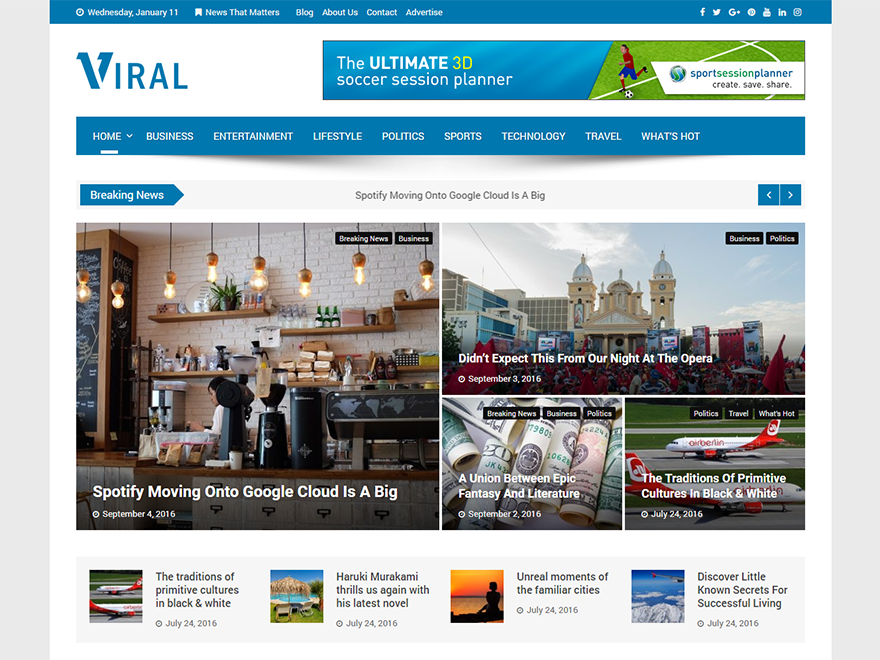 Wednesday, January 11 News That Matters Blog About Us Contact Advertise
VIRAL
The ULTIMATE 3D
soccer session planner
sportsessionplanner
create. save. share.
HOME BUSINESS ENTERTAINMENT LIFESTYLE POLITICS SPORTS TECHNOLOGY TRAVEL WHAT'S HOT
Breaking News Spotify Moving Onto Google Cloud Is A Big
Breaking News Business
Spotify Moving Onto Google Cloud Is A Big
September 4, 2016
Business Politics
Didn't Expect This From Our Night At The Opera
September 3, 2016
Breaking News Business Politics
A Union Between Epic
Fantasy And Literature
September 2, 2016
Politics Travel What's Hot
airberlin
The Traditions Of Primitive
Cultures In Black & White
July 24, 2016
The traditions of
primitive cultures
in black & white
July 24, 2016
Haruki Murakami
thrills us again with
his latest novel
July 24, 2016
Unreal moments of
the familiar cities
July 24, 2016
Discover Little
Known Secrets For
Successful Living
July 24, 2016